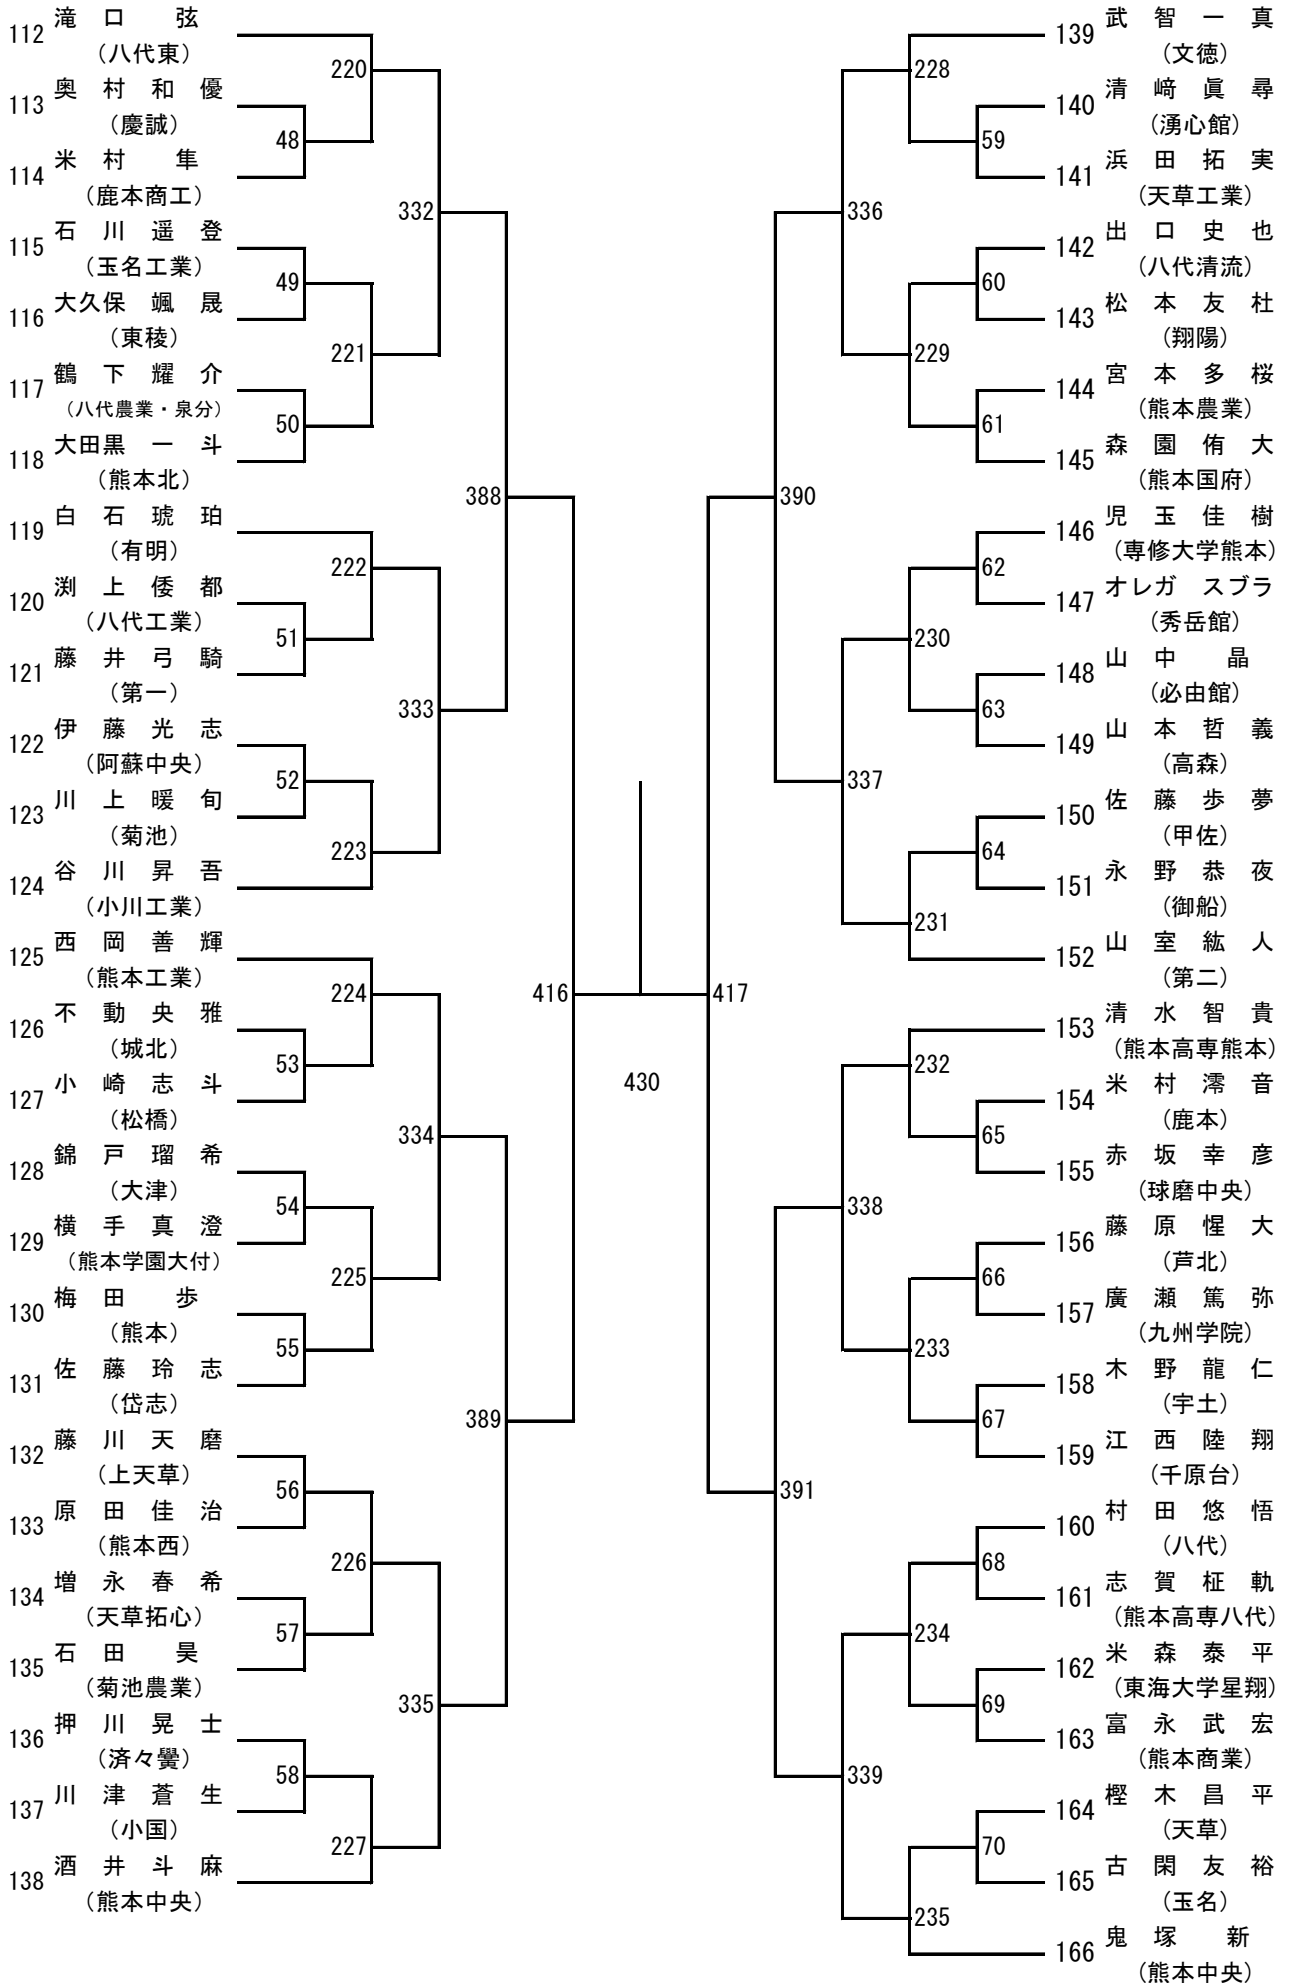 112 滝口 弦
(八代東)
113 奥村和優
(慶誠)
114 米村 隼
(鹿本商工)
115 石川遥登
(玉名工業)
116 大久保颯晟
(東稜)
117 鶴下耀介
(八代農業・泉分)
118 大田黒一斗
(熊本北)
119 白石琥珀
(有明)
120 渕上倭都
(八代工業)
121 藤井弓騎
(第一)
122 伊藤光志
(阿蘇中央)
123 川上暖旬
(菊池)
124 谷川昇吾
(小川工業)
125 西岡善輝
(熊本工業)
126 不動央雅
(城北)
127 小崎志斗
(松橋)
128 錦戸瑠希
(大津)
129 横手真澄
(熊本学園大付)
130 梅田 歩
(熊本)
131 佐藤玲志
(岱志)
132 藤川天磨
(上天草)
133 原田佳治
(熊本西)
134 増永春希
(天草拓心)
135 石田 昊
(菊池農業)
136 押川晃士
(済々黌)
137 川津蒼生
(小国)
138 酒井斗麻
(熊本中央)
48
49
50
51
52
53
54
55
56
57
58
220
221
222
223
224
225
226
227
332
333
334
335
388
389
416
430
417
390
391
336
337
338
339
228
229
230
231
232
233
234
235
59
60
61
62
63
64
65
66
67
68
69
70
139 武智一真
(文徳)
140 清﨑眞尋
(湧心館)
141 浜田拓実
(天草工業)
142 出口史也
(八代清流)
143 松本友杜
(翔陽)
144 宮本多桜
(熊本農業)
145 森園侑大
(熊本国府)
146 児玉佳樹
(専修大学熊本)
147 オレガ スブラ
(秀岳館)
148 山中 晶
(必由館)
149 山本哲義
(高森)
150 佐藤歩夢
(甲佐)
151 永野恭夜
(御船)
152 山室紘人
(第二)
153 清水智貴
(熊本高専熊本)
154 米村澪音
(鹿本)
155 赤坂幸彦
(球磨中央)
156 藤原惺大
(芦北)
157 廣瀬篤弥
(九州学院)
158 木野龍仁
(宇土)
159 江西陸翔
(千原台)
160 村田悠悟
(八代)
161 志賀柾軌
(熊本高専八代)
162 米森泰平
(東海大学星翔)
163 富永武宏
(熊本商業)
164 樫木昌平
(天草)
165 古閑友裕
(玉名)
166 鬼塚 新
(熊本中央)